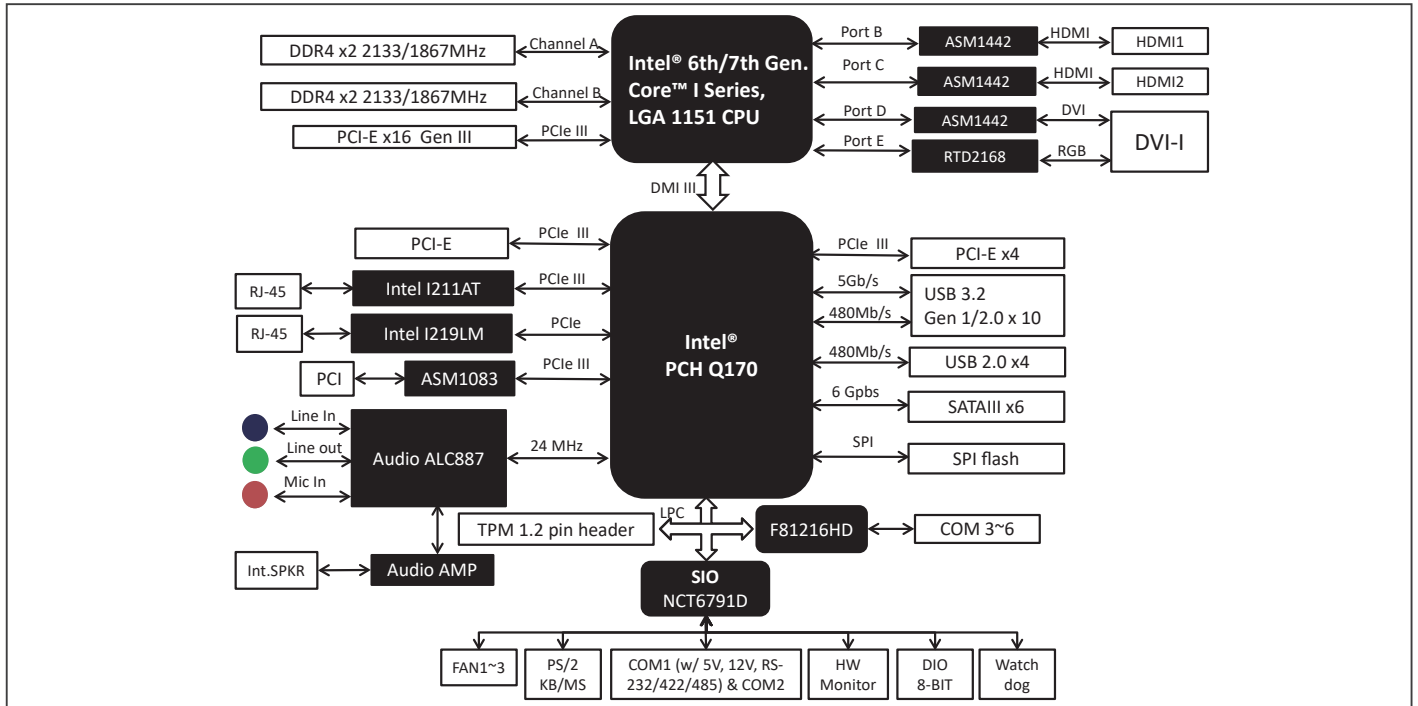 DDR4 x2 2133/1867MHz
Channel A
DDR4 x2 2133/1867MHz
Channel B
PCI-E x16 Gen III
PCIe III
Intel® 6th/7th Gen.
Core™ I Series,
LGA 1151 CPU
Port B
ASM1442
HDMI
HDMI1
Port C
ASM1442
HDMI
HDMI2
Port D
ASM1442
DVI
Port E
RTD2168
RGB
DVI-I
DMI III
PCI-E
PCIe III
RJ-45
Intel I211AT
PCIe III
RJ-45
Intel I219LM
PCIe
PCI
ASM1083
PCIe III
Line In
Line out
Mic In
Audio ALC887
24 MHz
Int.SPKR
Audio AMP
Intel®
PCH Q170
PCIe III
PCI-E x4
5Gb/s
480Mb/s
USB 3.2
Gen 1/2.0 x 10
480Mb/s
USB 2.0 x4
6 Gpbs
SATAIII x6
SPI
SPI flash
LPC
TPM 1.2 pin header
F81216HD
COM 3~6
SIO
NCT6791D
FAN1~3
PS/2
KB/MS
COM1 (w/ 5V, 12V, RS-
232/422/485) & COM2
HW
Monitor
DIO
8-BIT
Watch
dog